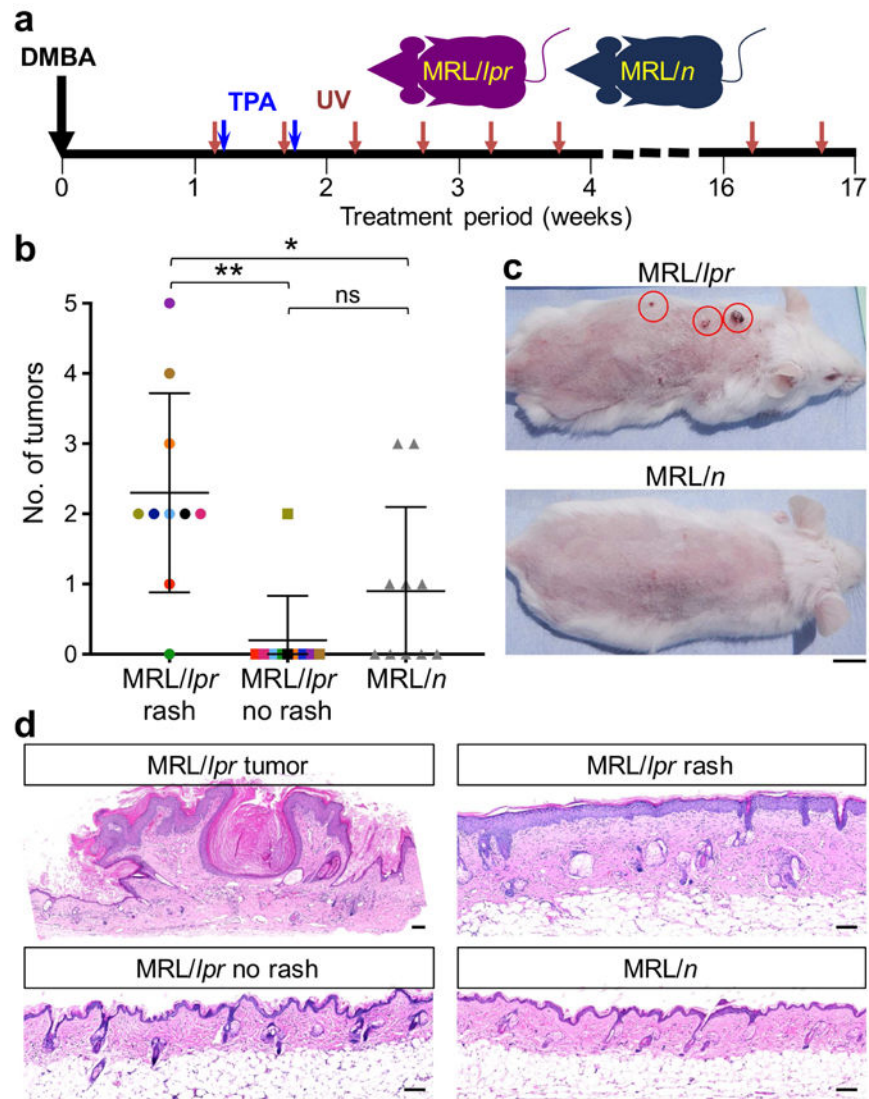 a
DMBA
TPA
UV
MRL/lpr
MRL/n
0
1
2
3
4
16
17
Treatment period (weeks)
b
*
**
ns
No. of tumors
5
4
3
2
1
0
MRL/lpr
rash
MRL/lpr
no rash
MRL/n
c
MRL/lpr
MRL/n
d
MRL/lpr tumor
MRL/lpr rash
MRL/lpr no rash
MRL/n